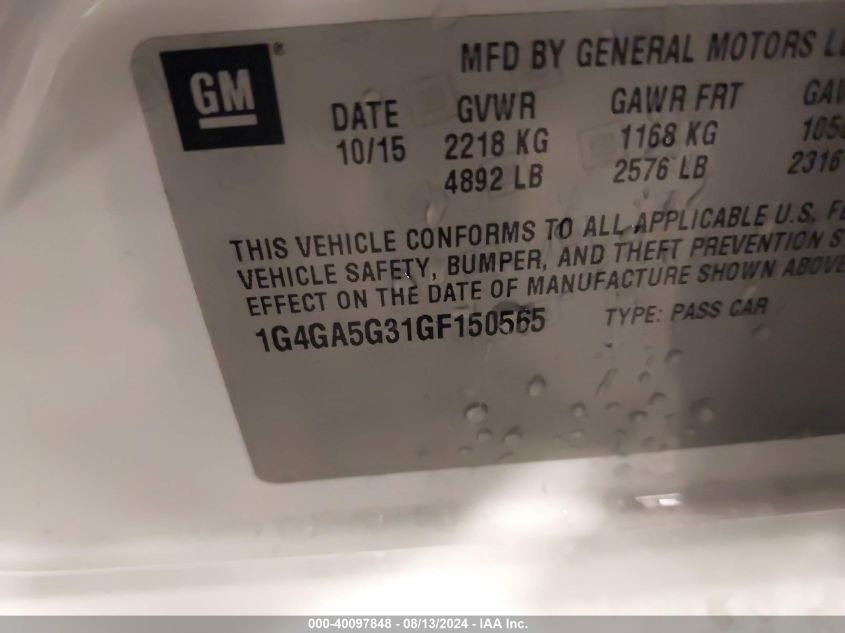 GM®
MFD BY GENERAL MOTORS
DATE GVWR GAWR FRT
10/15 2218 KG 1168 KG
4892 LB 2576 LB 2316
THIS VEHICLE CONFORMS TO ALL APPLICABLE U.S.
VEHICLE SAFETY, BUMPER, AND THEFT PREVENTION
EFFECT ON THE DATE OF MANUFACTURE SHOWN ABOVE
1G4GA5G31GF150565 TYPE: PASS CAR
000-40097848 - 08/13/2024 - IAA Inc.